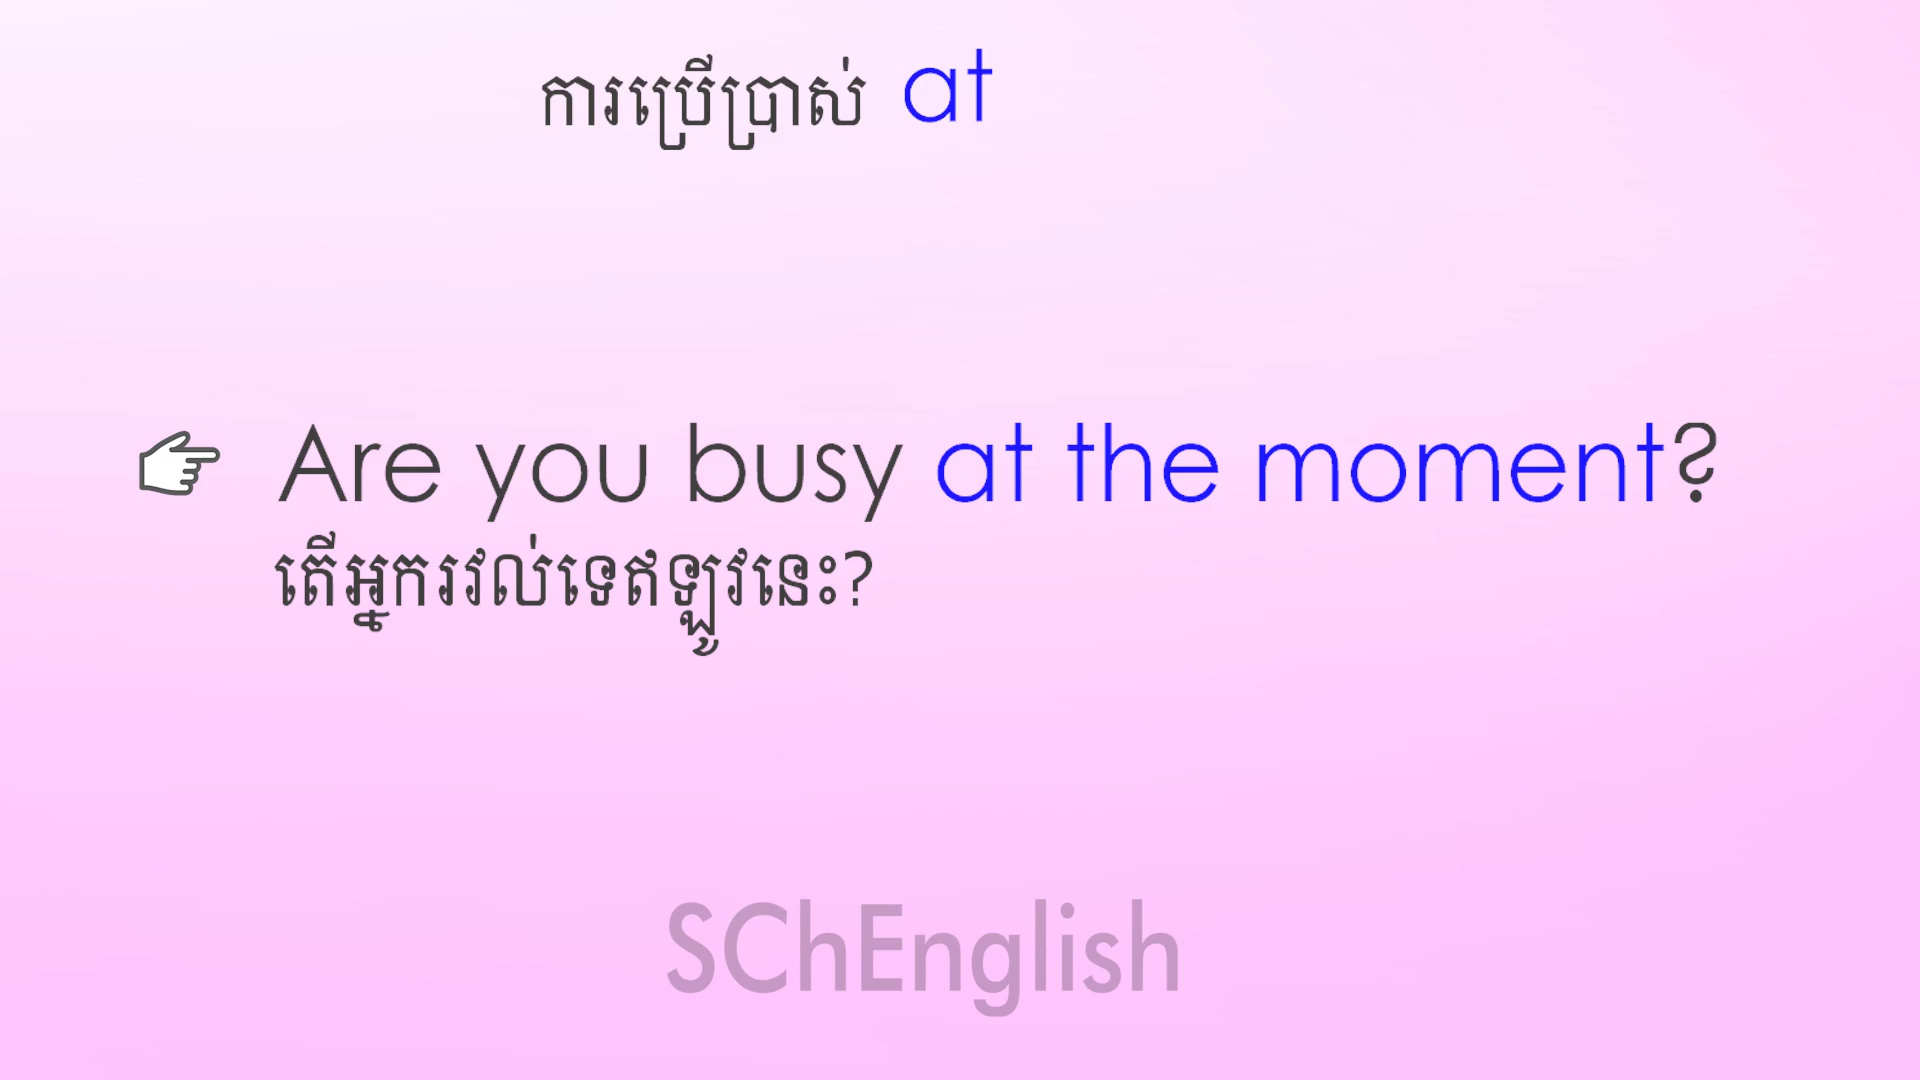 ការប្រើប្រាស់ at
Are you busy at the moment?
តើអ្នករវល់ទេឥឡូវនេះ?
SChEnglish